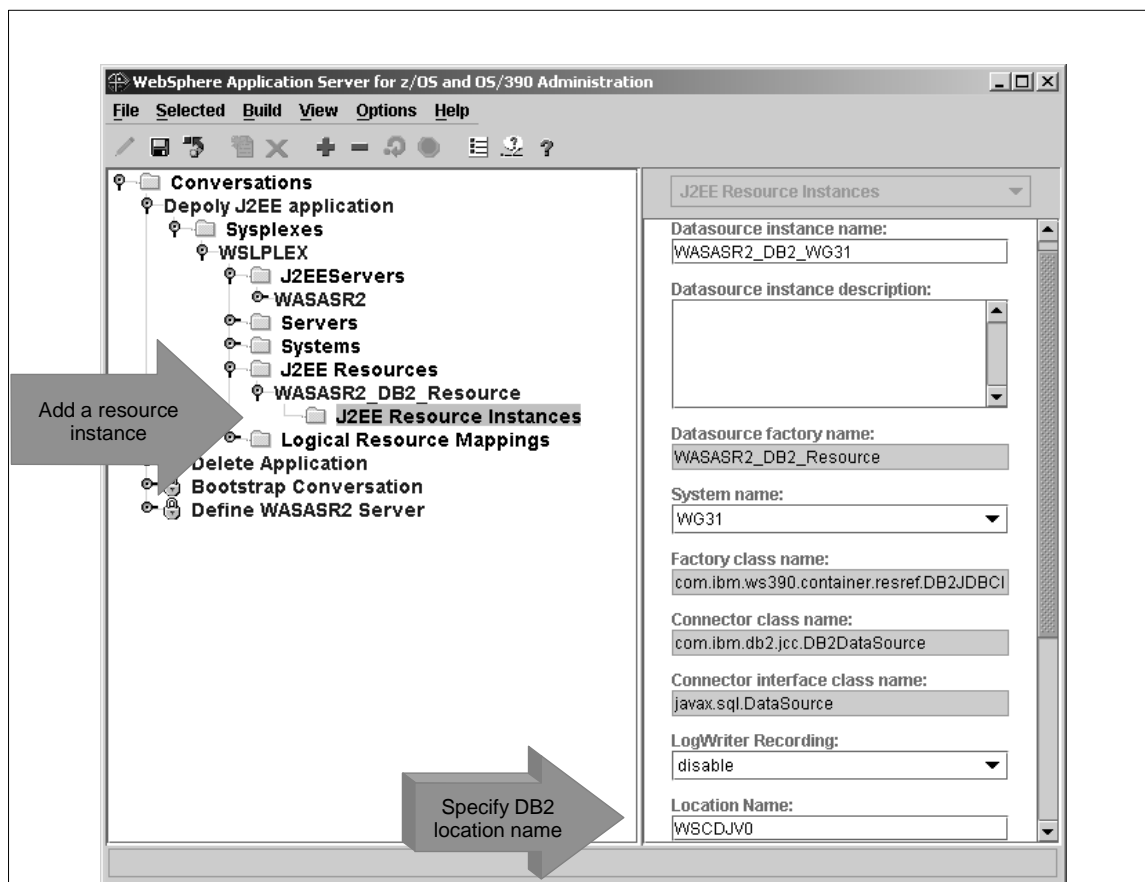 WebSphere Application Server for z/OS and OS/390 Administration
File Selected Build View Options Help
Conversations
Depoly J2EE application
Sysplexes
WSLPLEX
J2EEServers
WASASR2
Servers
Systems
J2EE Resources
WASASR2_DB2_Resource
J2EE Resource Instances
Logical Resource Mappings
Delete Application
Bootstrap Conversation
Define WASASR2 Server
Add a resource
instance
J2EE Resource Instances
Datasource instance name:
WASASR2_DB2_WG31
Datasource instance description:
Datasource factory name:
WASASR2_DB2_Resource
System name:
WG31
Factory class name:
com.ibm.ws390.container.resref.DB2JDBCI
Connector class name:
com.ibm.db2.jcc.DB2DataSource
Connector interface class name:
javax.sql.DataSource
LogWriter Recording:
disable
Location Name:
WSCDJV0
Specify DB2
location name